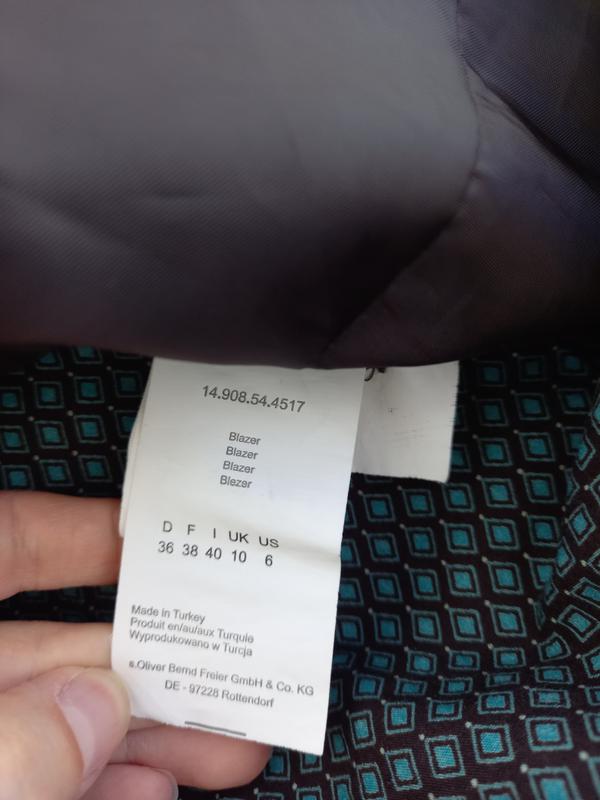 14.908.54.4517
Blazer
Blazer
Blazer
Blezer
D F I UK US
36 38 40 10 6
Made in Turkey
Produit en/au/aux Turquie
Wyprodukowano w Turcja
s.Oliver Bernd Freier GmbH & Co. KG
DE - 97228 Rottendorf